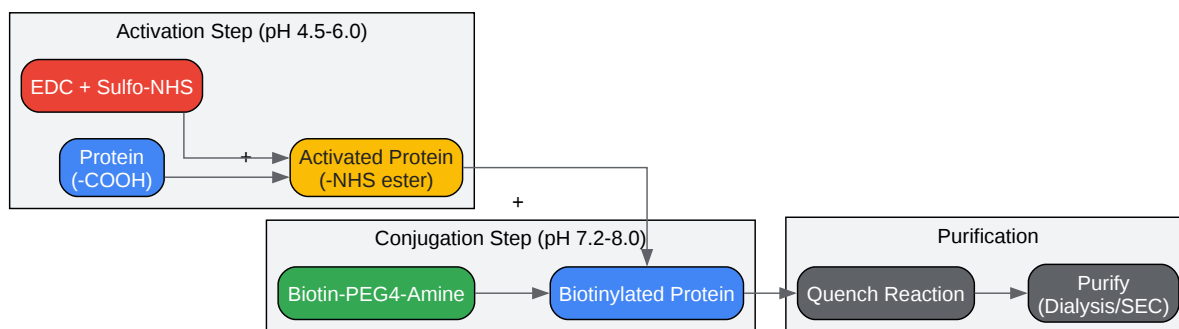 Activation Step (pH 4.5-6.0)
EDC + Sulfo-NHS
+
Protein
(-COOH)
Activated Protein
(-NHS ester)
+
Conjugation Step (pH 7.2-8.0)
Biotin-PEG4-Amine
Biotinylated Protein
Purification
Quench Reaction
Purify
(Dialysis/SEC)